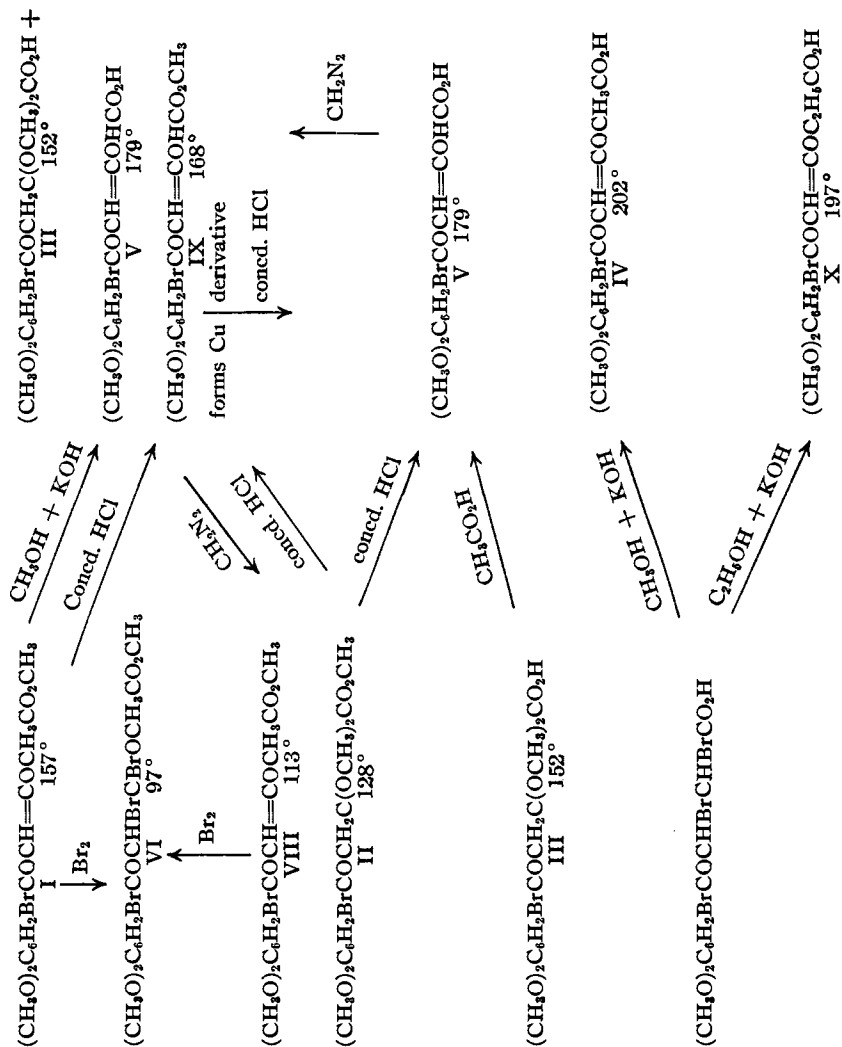 (CH₃O)₂C₆H₂BrCOCH═COCH₃CO₂CH₃
I 157°
CH₃OH + KOH
Concd. HCl
(CH₃O)₂C₆H₂BrCOCH₂C(OCH₃)₂CO₂H +
III 152°
(CH₃O)₂C₆H₂BrCOCH═COHCO₂H
V 179°
(CH₃O)₂C₆H₂BrCOCH═COHCO₂CH₃
IX 168°
forms Cu derivative
concd. HCl
CH₂N₂
Br₂
(CH₃O)₂C₆H₂BrCOCHBrCBrOCH₃CO₂CH₃
VI 97°
Br₂
CH₂N₂
concd. HCl
(CH₃O)₂C₆H₂BrCOCH═COCH₃CO₂CH₃
VIII 113°
(CH₃O)₂C₆H₂BrCOCH₂C(OCH₃)₂CO₂CH₃
II 128°
concd. HCl
(CH₃O)₂C₆H₂BrCOCH═COHCO₂H
V 179°
CH₃CO₂H
(CH₃O)₂C₆H₂BrCOCH₂C(OCH₃)₂CO₂H
III 152°
(CH₃O)₂C₆H₂BrCOCH═COCH₃CO₂H
IV 202°
CH₃OH + KOH
(CH₃O)₂C₆H₂BrCOCHBrCHBrCO₂H
C₂H₅OH + KOH
(CH₃O)₂C₆H₂BrCOCH═COC₂H₅CO₂H
X 197°